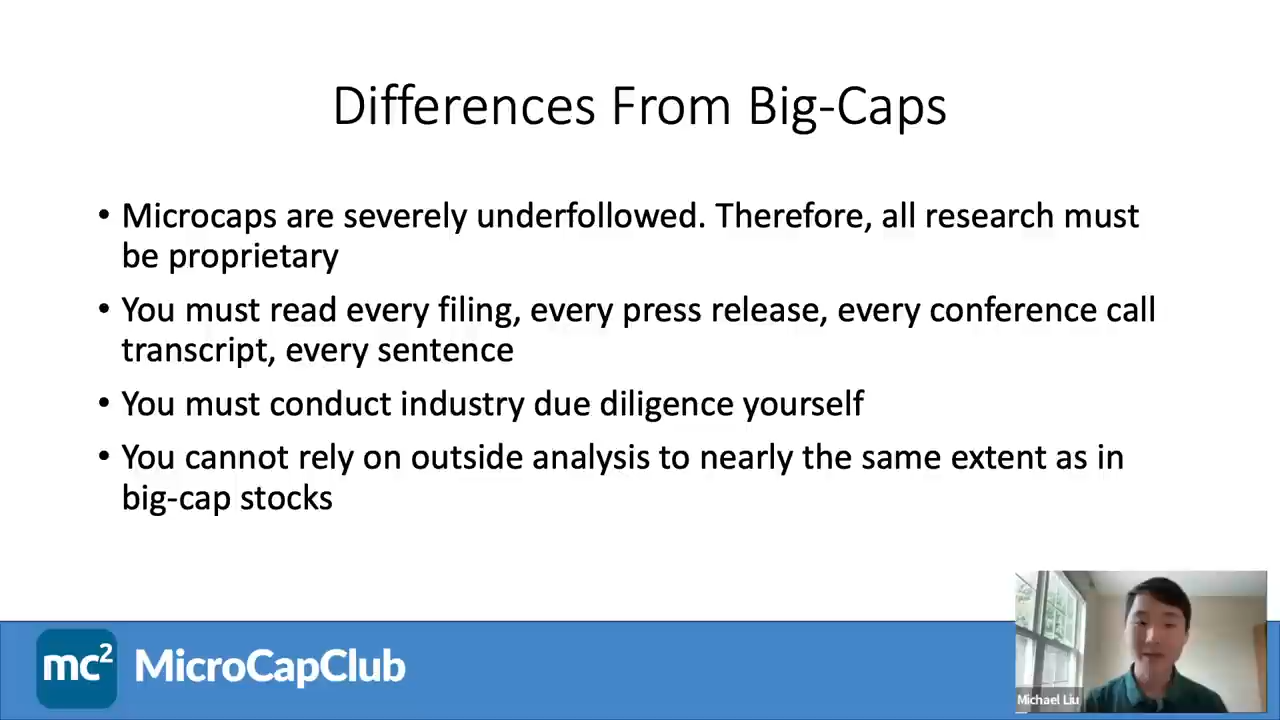 Differences From Big-Caps
• Microcaps are severely underfollowed. Therefore, all research must
be proprietary
• You must read every filing, every press release, every conference call
transcript, every sentence
• You must conduct industry due diligence yourself
• You cannot rely on outside analysis to nearly the same extent as in
big-cap stocks
mc² MicroCapClub
Michael Liu